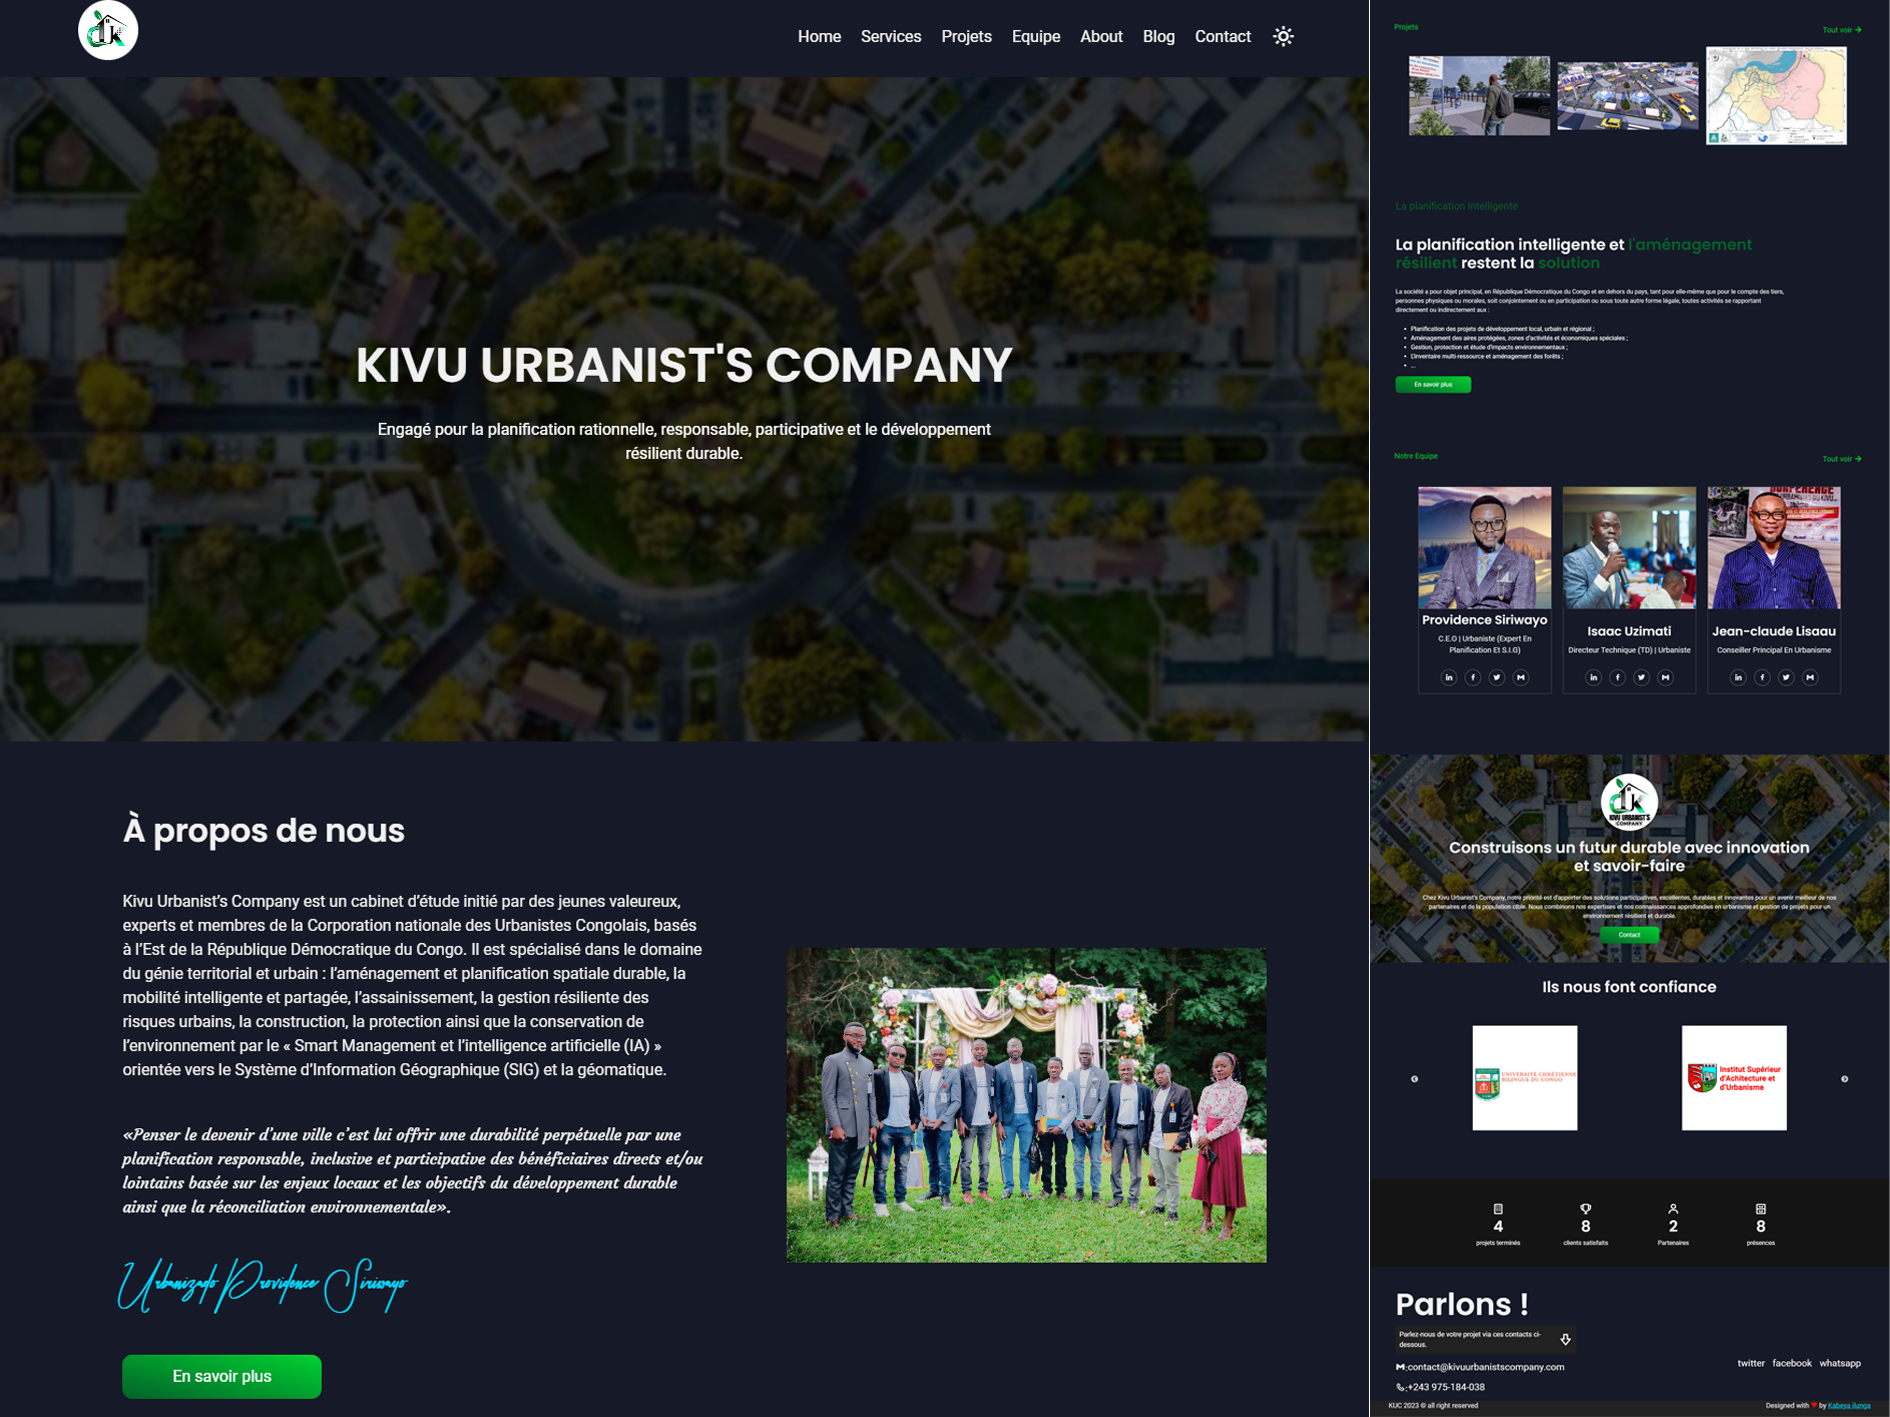 Home Services Projets Equipe About Blog Contact
KIVU URBANIST'S COMPANY
Engagé pour la planification rationnelle, responsable, participative et le développement
résilient durable.
À propos de nous
Kivu Urbanist's Company est un cabinet d'étude initié par des jeunes valeureux,
experts et membres de la Corporation nationale des Urbanistes Congolais, basés
à l'Est de la République Démocratique du Congo. Il est spécialisé dans le domaine
du génie territorial et urbain : l'aménagement et planification spatiale durable, la
mobilité intelligente et partagée, l'assainissement, la gestion résiliente des
risques urbains, la construction, la protection ainsi que la conservation de
l'environnement par le « Smart Management et l'intelligence artificielle (IA) »
orientée vers le Système d'Information Géographique (SIG) et la géomatique.
«Penser le devenir d'une ville c'est lui offrir une durabilité perpétuelle par une
planification responsable, inclusive et participative des bénéficiaires directs et/ou
lointains basée sur les enjeux locaux et les objectifs du développement durable
ainsi que la réconciliation environnementale».
Urbanizado Providence Siriwayo
En savoir plus
Projets
Tout voir →
La planification intelligente
La planification intelligente et l'aménagement
résilient restent la solution
La société a pour objet principal, en République Démocratique du Congo et en dehors du pays, tant pour elle-même que pour le compte des tiers,
personnes physiques ou morales, soit conjointement ou en participation ou sous toute autre forme légale, toutes activités se rapportant
directement ou indirectement aux :
• Planification des projets de développement local, urbain et régional ;
• Aménagement des aires protégées, zones d'activités et économiques spéciales ;
• Gestion, protection et étude d'impacts environnementaux ;
• L'inventaire multi-ressource et aménagement des forêts ;
• ...
En savoir plus
Notre Equipe
Tout voir →
CONFERENCE
URBANISTES DU KIVU
Providence Siriwayo
C.E.O | Urbaniste (Expert En
Planification Et S.I.G)
Isaac Uzimati
Directeur Technique (TD) | Urbaniste
Jean-claude Lisaau
Conseiller Principal En Urbanisme
KIVU URBANIST'S
COMPANY
Construisons un futur durable avec innovation
et savoir-faire
Chez Kivu Urbanist's Company, notre priorité est d'apporter des solutions participatives, excellentes, durables et innovantes pour un avenir meilleur de nos
partenaires et de la population cible. Nous combinons nos expertises et nos connaissances approfondies en urbanisme et gestion de projets pour un
environnement résilient et durable.
Contact
Ils nous font confiance
UNIVERSITÉ CHRÉTIENNE
BILINGUE DU CONGO
Institut Supérieur
d'Achitecture et
d'Urbanisme
4 8 2 8
projets terminés clients satisfaits Partenaires présences
Parlons !
Parlez-nous de votre projet via ces contacts ci-
dessous.
:contact@kivuurbanistscompany.com
:+243 975-184-038
twitter facebook whatsapp
KUC 2023 © all right reserved
Designed with ♥ by Kabeya ilunga